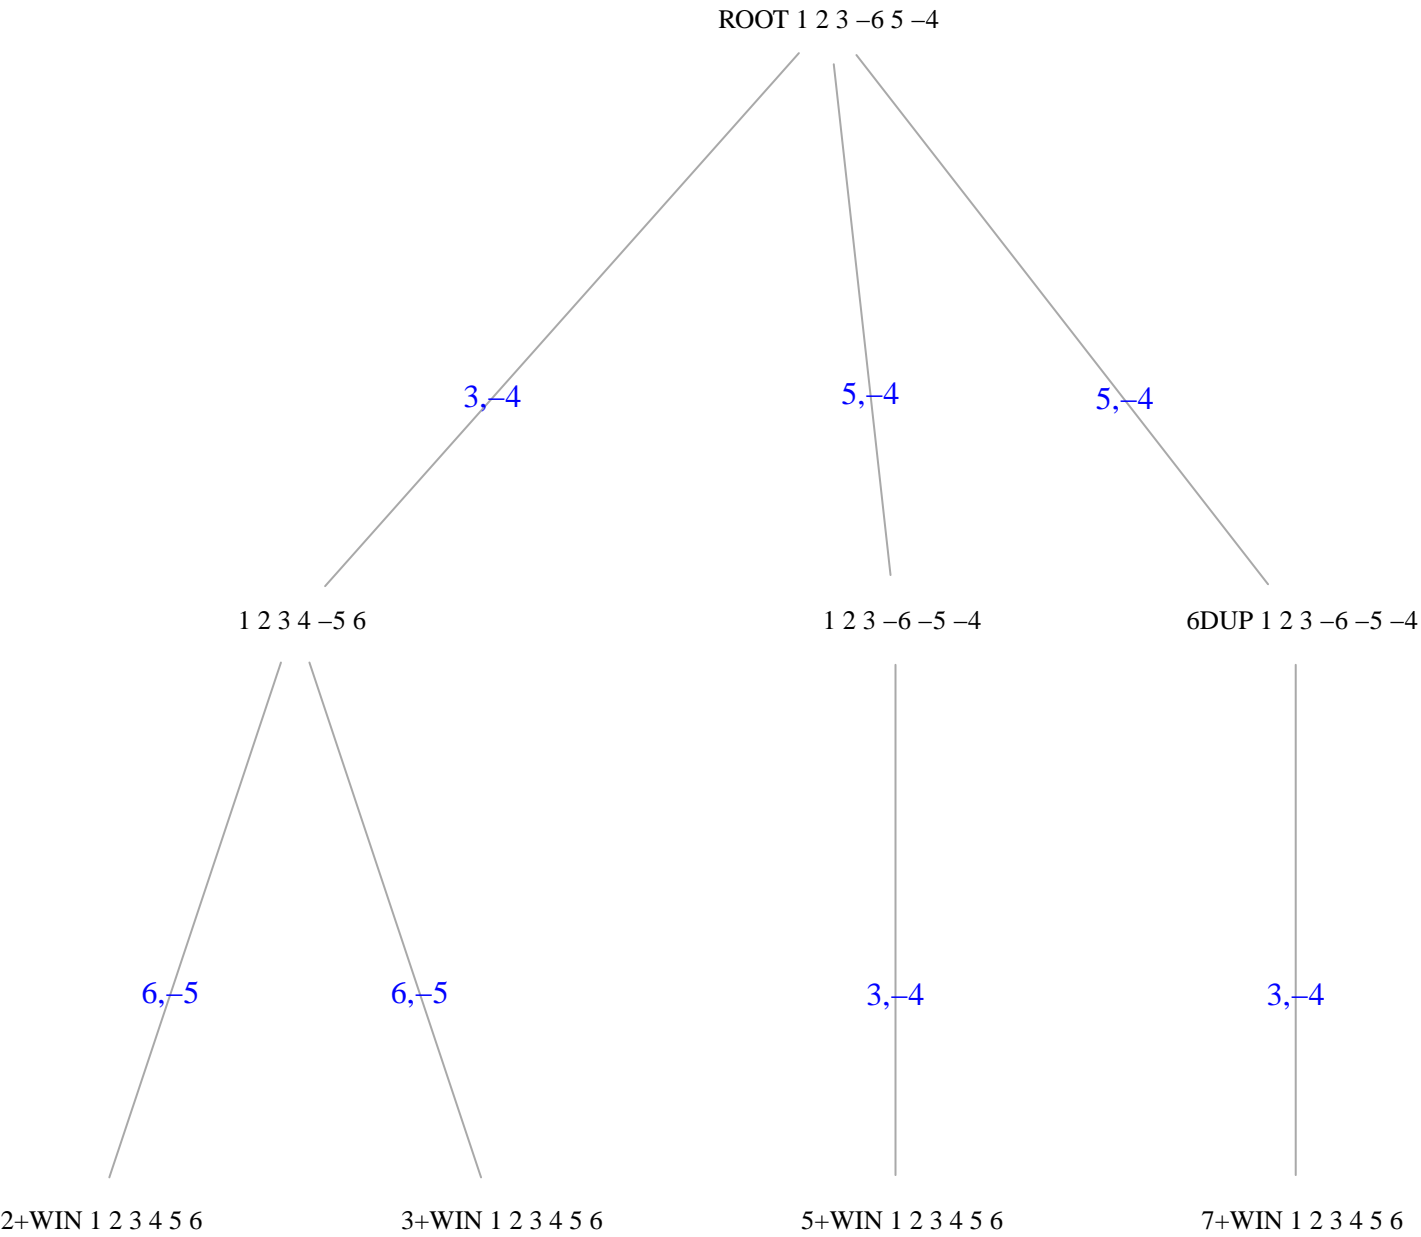 ROOT 1 2 3 –6 5 –4
3,–4
5,–4
5,–4
1 2 3 4 –5 6
1 2 3 –6 –5 –4
6DUP 1 2 3 –6 –5 –4
6,–5
6,–5
3,–4
3,–4
2+WIN 1 2 3 4 5 6
3+WIN 1 2 3 4 5 6
5+WIN 1 2 3 4 5 6
7+WIN 1 2 3 4 5 6